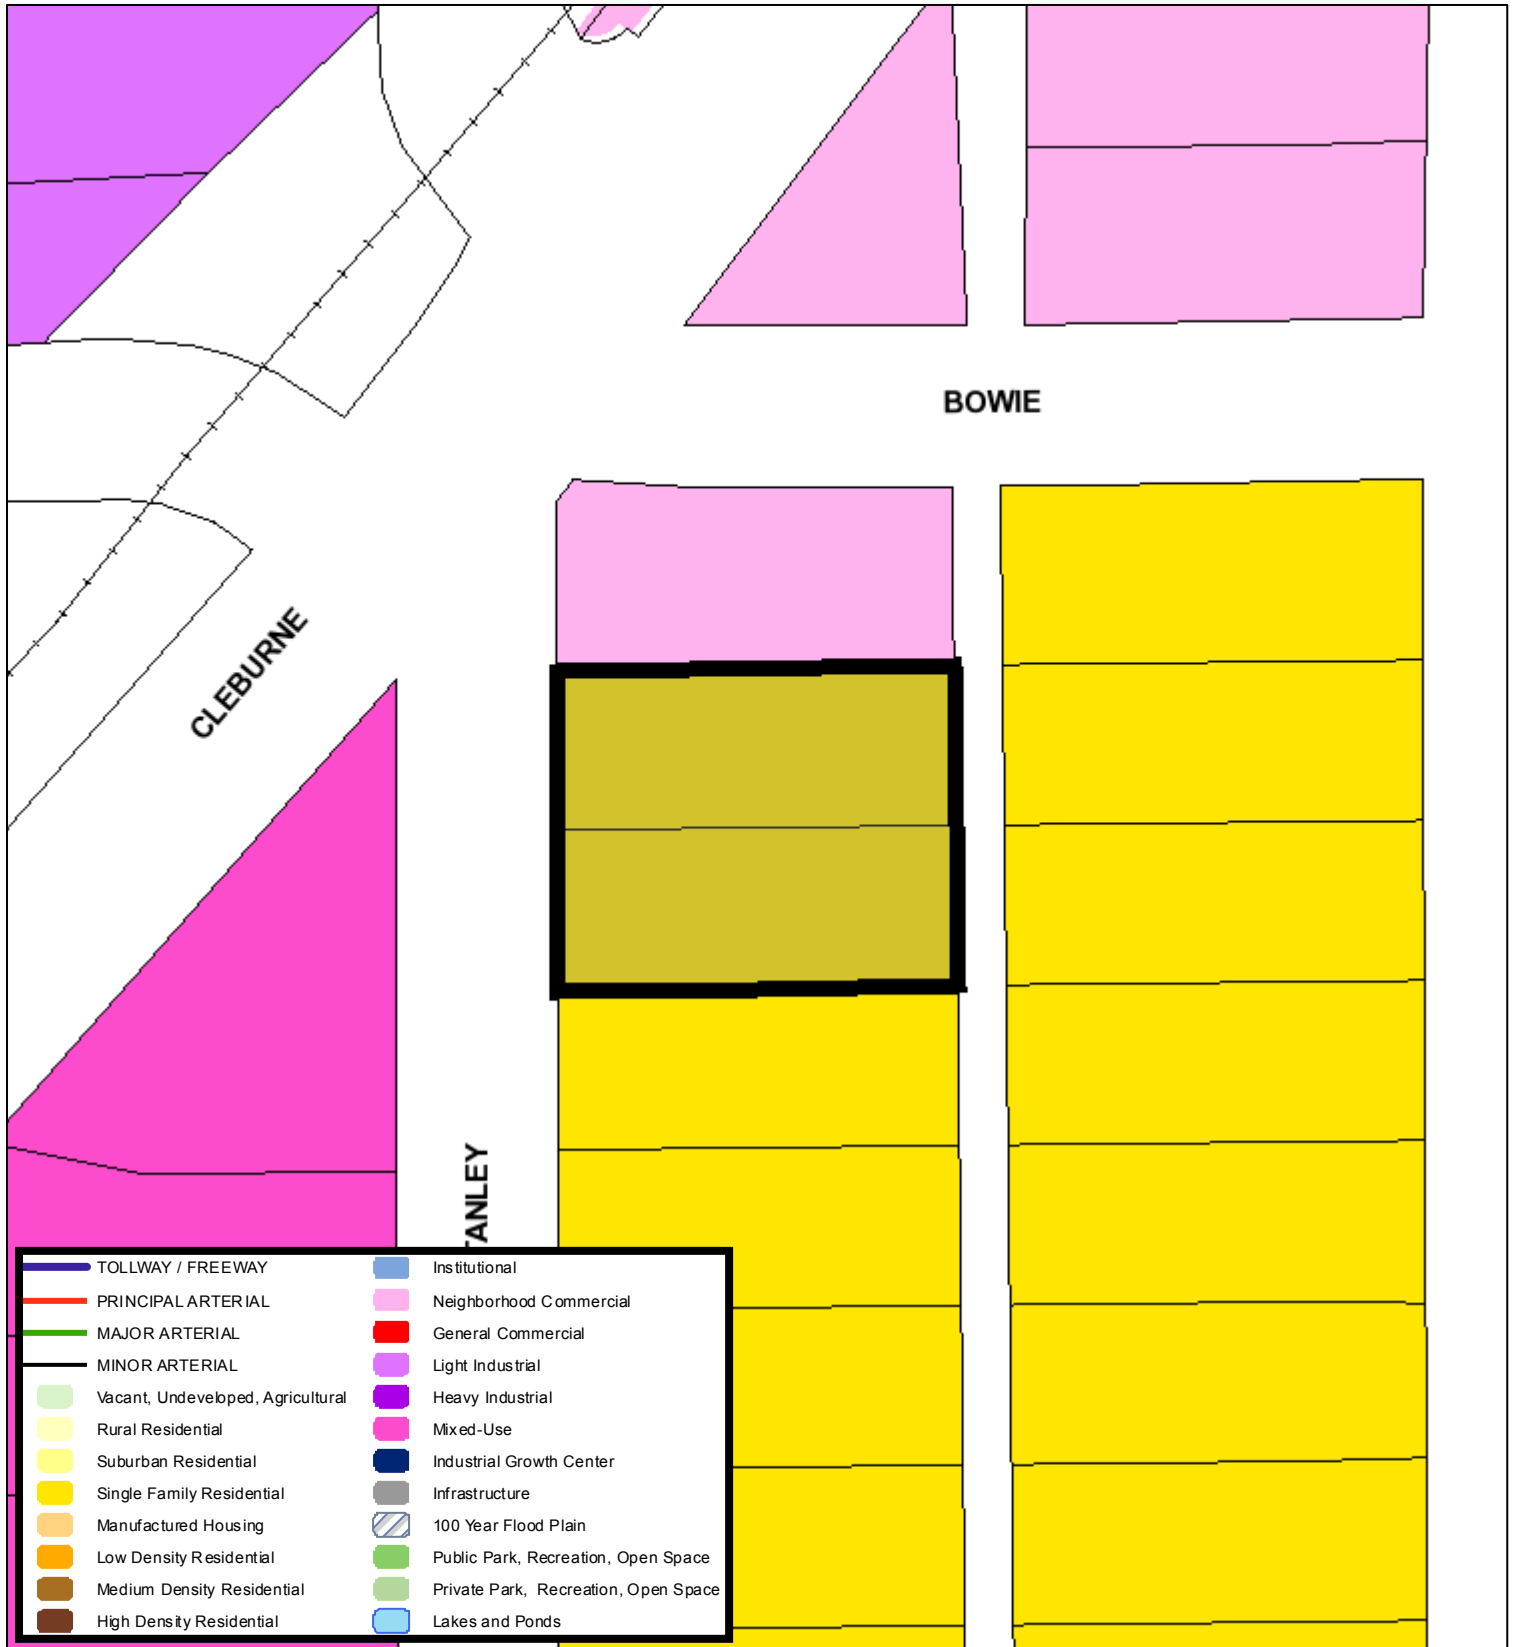 BOWIE
CLEBURNE
TANLEY
TOLLWAY / FREEWAY
PRINCIPAL ARTERIAL
MAJOR ARTERIAL
MINOR ARTERIAL
Vacant, Undeveloped, Agricultural
Rural Residential
Suburban Residential
Single Family Residential
Manufactured Housing
Low Density Residential
Medium Density Residential
High Density Residential
Institutional
Neighborhood Commercial
General Commercial
Light Industrial
Heavy Industrial
Mixed-Use
Industrial Growth Center
Infrastructure
100 Year Flood Plain
Public Park, Recreation, Open Space
Private Park, Recreation, Open Space
Lakes and Ponds